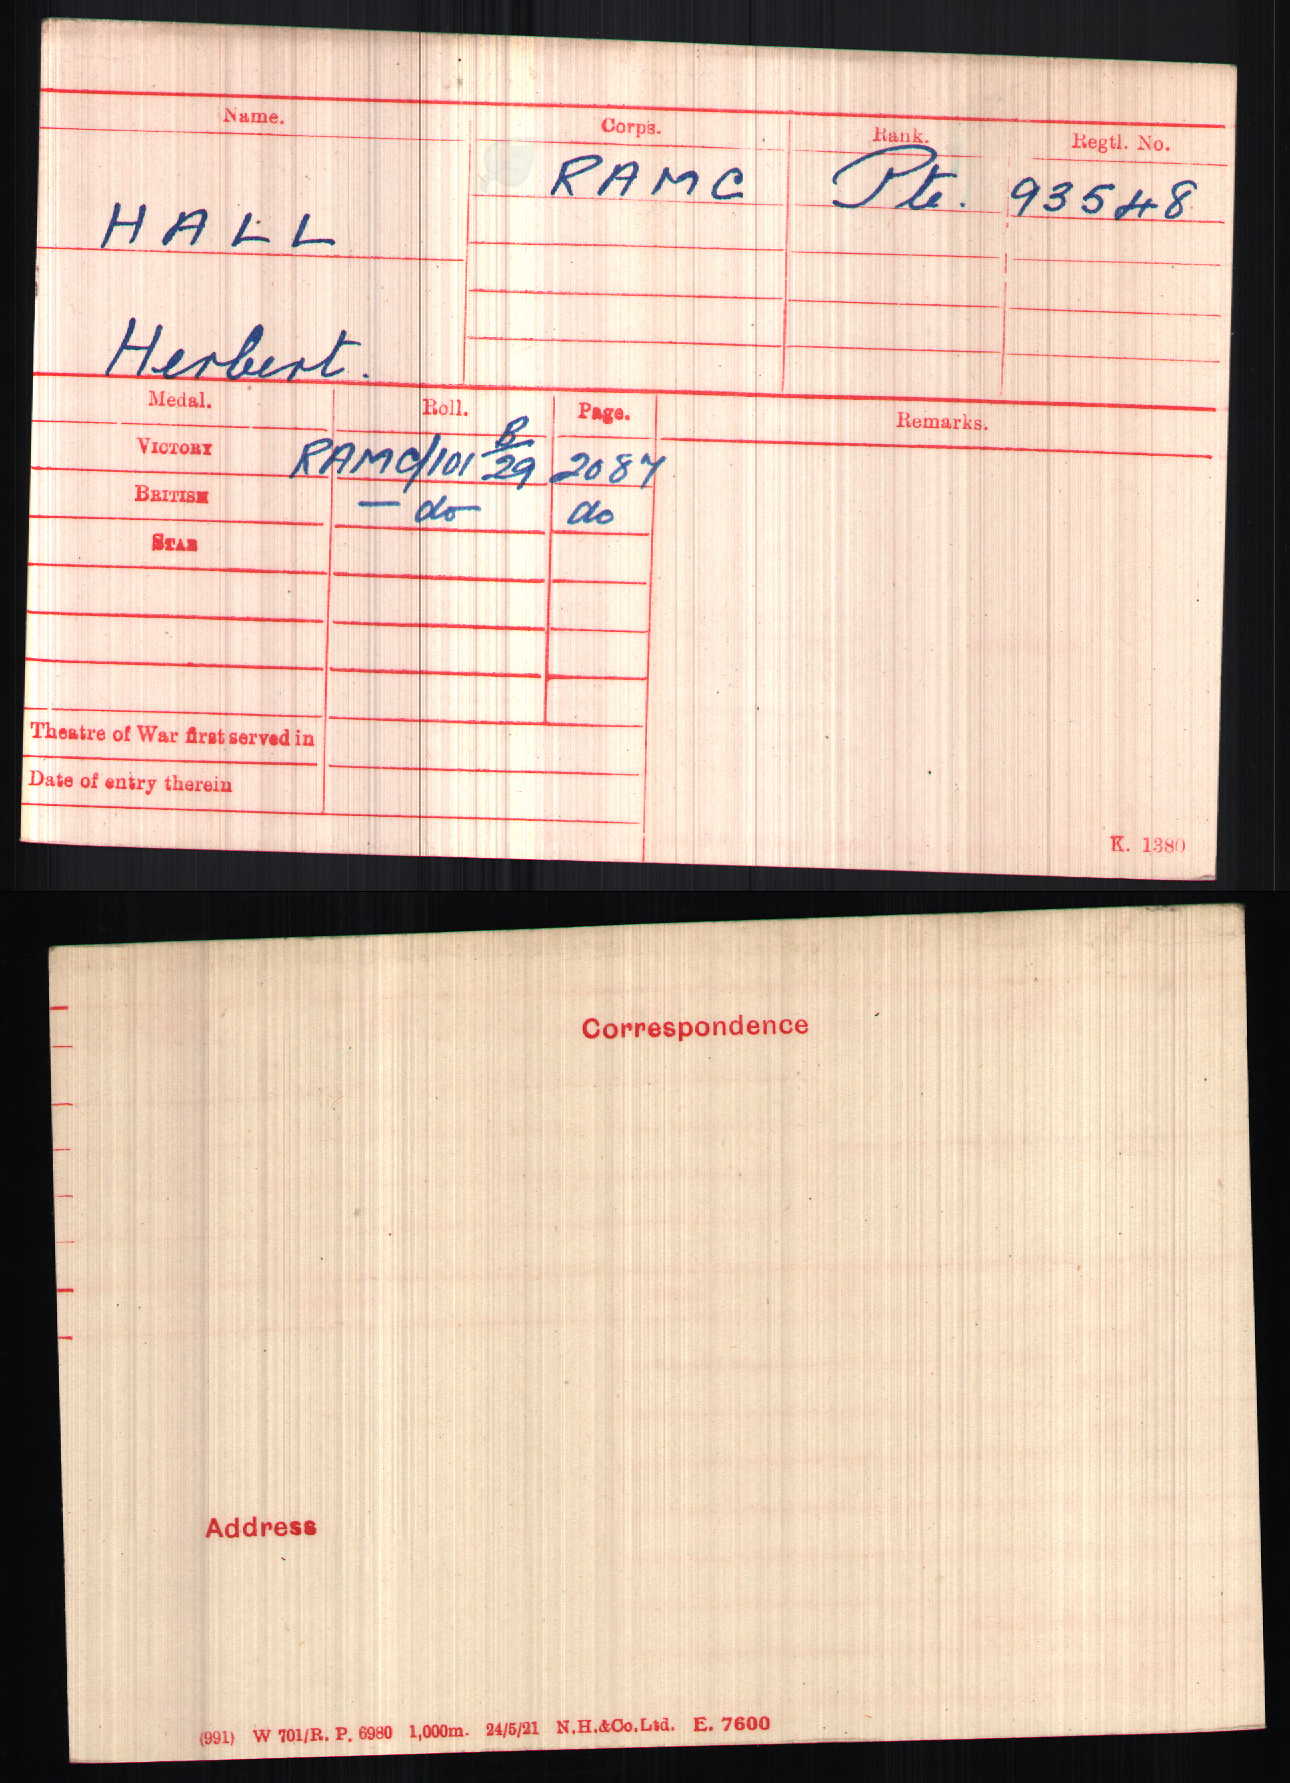 Name. Corps. Rank. Regtl. No.
RAMC Pte. 93548
HALL
Herbert.
Medal. Roll. Page. Remarks.
VICTORY RAMC/101 B/29 2087
BRITISH — do — do
STAR
Theatre of War first served in
Date of entry therein
K. 1380
Correspondence
Address
(991) W 701/R. P. 6980 1,000m. 24/5/21 N.H.&Co.Ltd. E. 7600